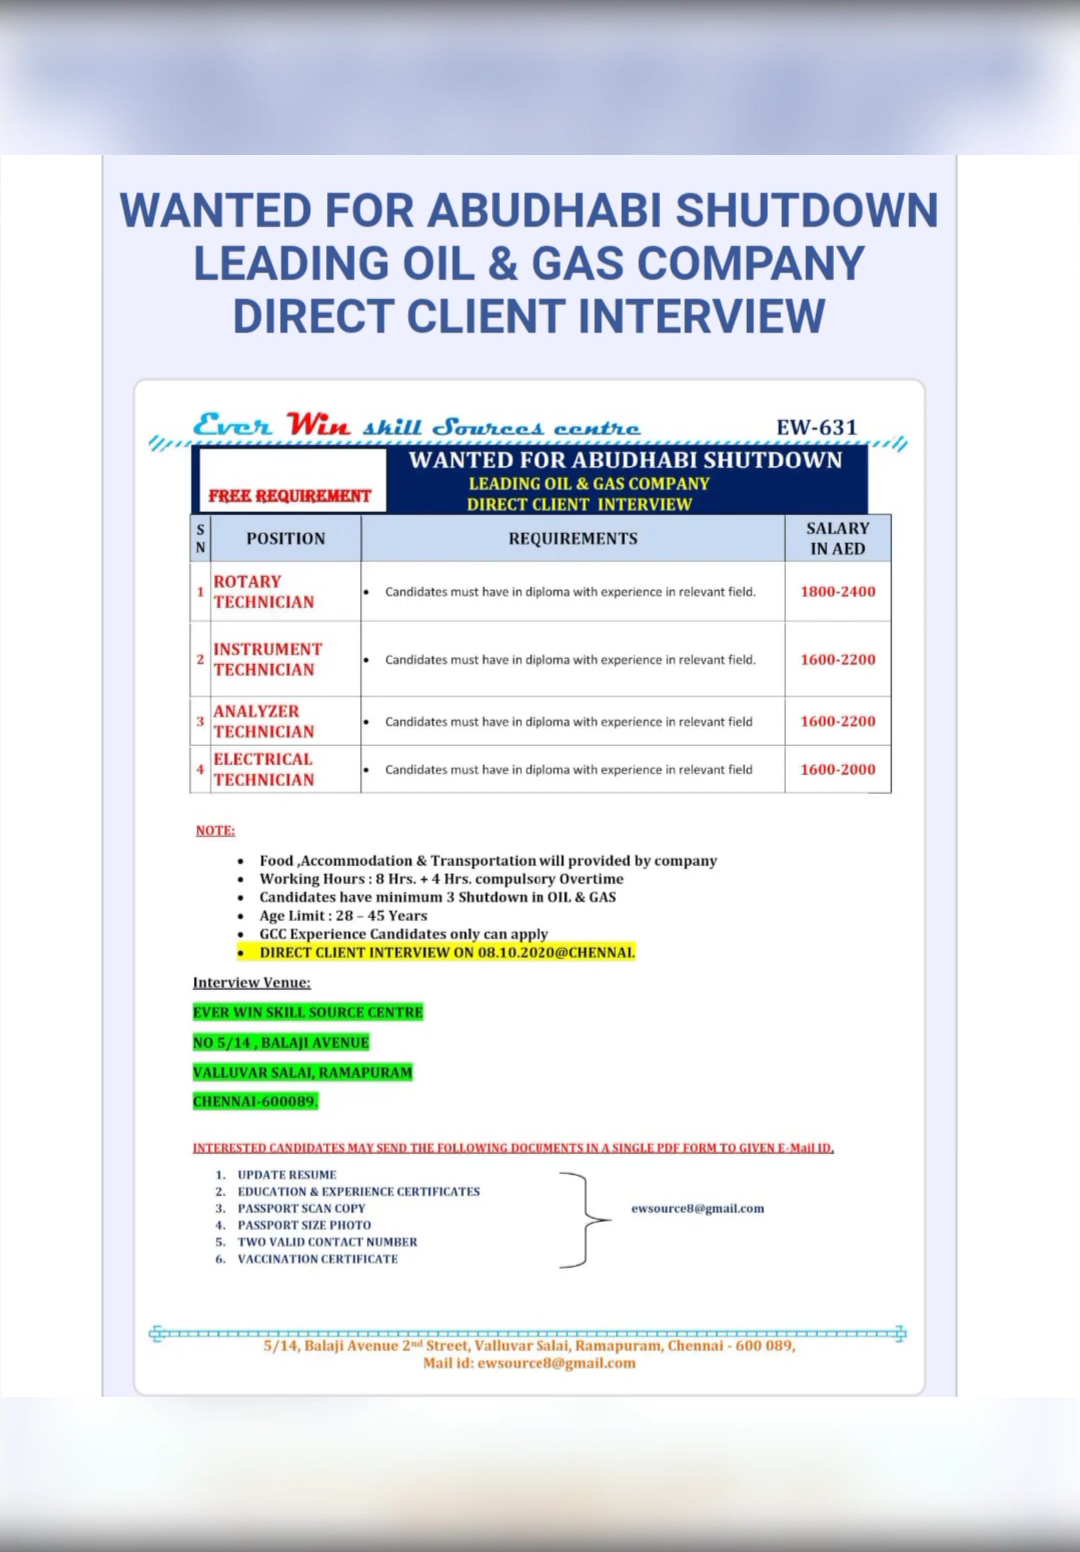 WANTED FOR ABUDHABI SHUTDOWN
LEADING OIL & GAS COMPANY
DIRECT CLIENT INTERVIEW
Ever Win skill Sources centre
EW-631
FREE REQUIREMENT
WANTED FOR ABUDHABI SHUTDOWN
LEADING OIL & GAS COMPANY
DIRECT CLIENT INTERVIEW
S N POSITION REQUIREMENTS SALARY IN AED
1 ROTARY TECHNICIAN • Candidates must have in diploma with experience in relevant field. 1800-2400
2 INSTRUMENT TECHNICIAN • Candidates must have in diploma with experience in relevant field. 1600-2200
3 ANALYZER TECHNICIAN • Candidates must have in diploma with experience in relevant field 1600-2200
4 ELECTRICAL TECHNICIAN • Candidates must have in diploma with experience in relevant field 1600-2000
NOTE:
• Food ,Accommodation & Transportation will provided by company
• Working Hours : 8 Hrs. + 4 Hrs. compulsory Overtime
• Candidates have minimum 3 Shutdown in OIL & GAS
• Age Limit : 28 – 45 Years
• GCC Experience Candidates only can apply
• DIRECT CLIENT INTERVIEW ON 08.10.2020@CHENNAI.
Interview Venue:
EVER WIN SKILL SOURCE CENTRE
NO 5/14 , BALAJI AVENUE
VALLUVAR SALAI, RAMAPURAM
CHENNAI-600089.
INTERESTED CANDIDATES MAY SEND THE FOLLOWING DOCUMENTS IN A SINGLE PDF FORM TO GIVEN E-Mail ID.
1. UPDATE RESUME
2. EDUCATION & EXPERIENCE CERTIFICATES
3. PASSPORT SCAN COPY
4. PASSPORT SIZE PHOTO
5. TWO VALID CONTACT NUMBER
6. VACCINATION CERTIFICATE
ewsource8@gmail.com
5/14, Balaji Avenue 2nd Street, Valluvar Salai, Ramapuram, Chennai - 600 089,
Mail id: ewsource8@gmail.com